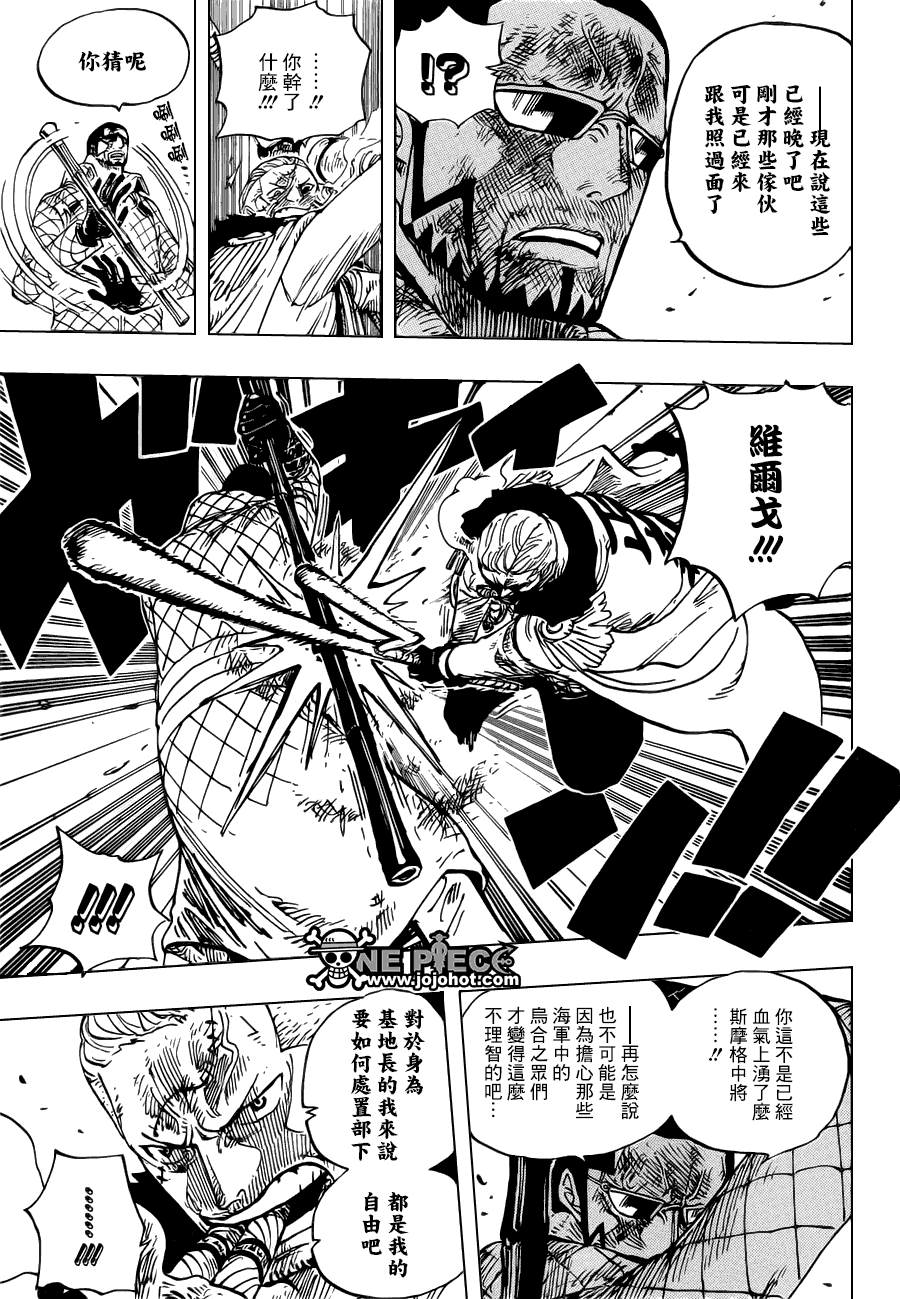 ——現在說這些
已經晚了吧
剛才那些傢伙
可是已經來
跟我照過面了
!?
……!!
你幹了
什麼!!!
你猜呢
嗡
嗡
嗡
維爾戈!!!
!!!
你這不是已經
血氣上湧了麼
斯摩格中將
……!!
——再怎麼說
也不可能是
因為擔心那些
海軍中的
烏合之眾們
才變得這麼
不理智的吧…
對於身為
基地長的我來說
要如何處置部下
都是我的
自由吧
………!!!
ONE PIECE
www.jojohot.com